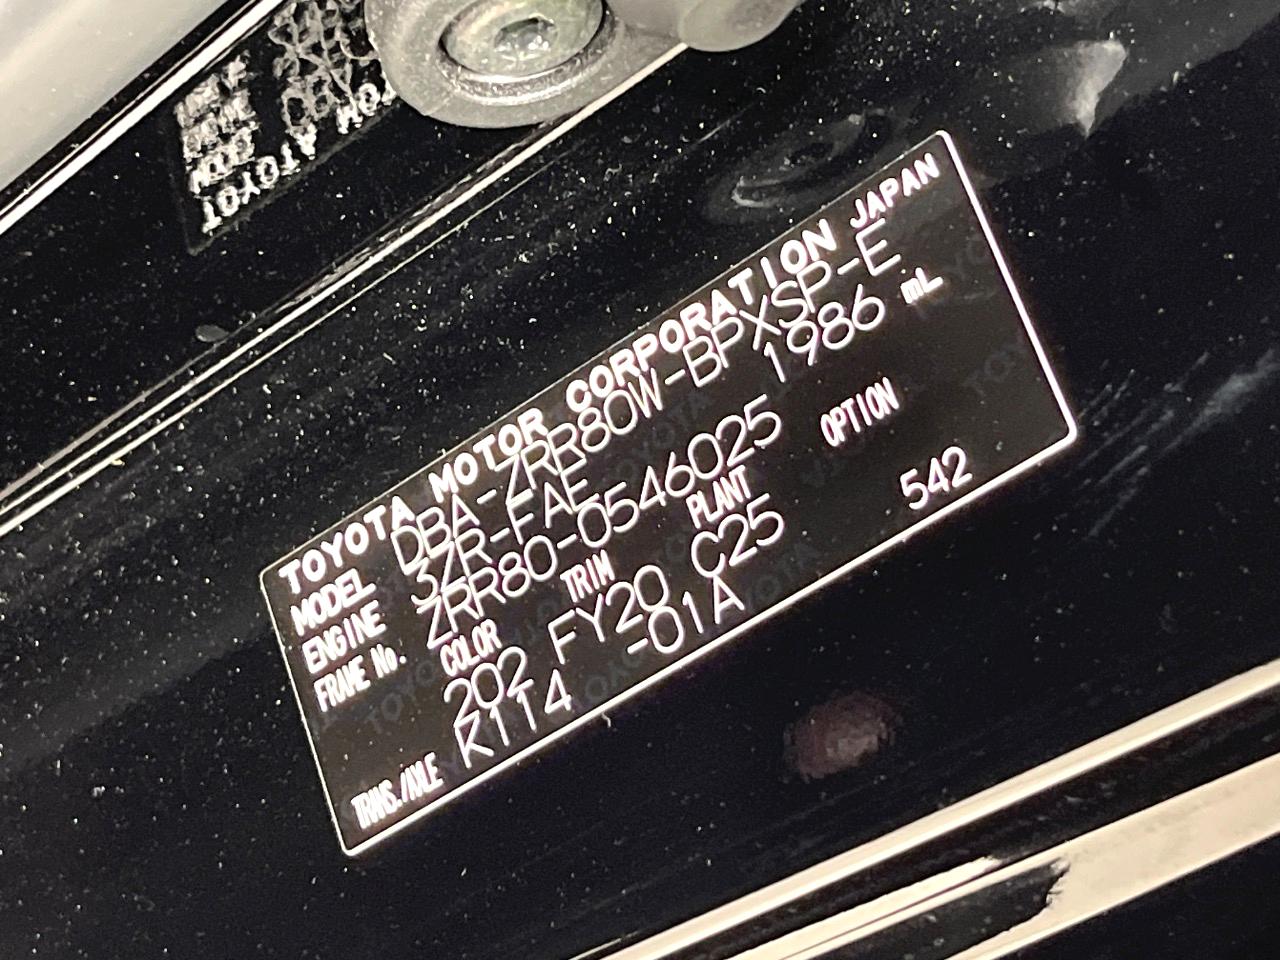 TOYOTA MOTOR CORPORATION JAPAN
MODEL DBA-ZRR80W-BPXSP-E
ENGINE 3ZR-FAE 1986 mL
FRAME No. ZRR80-0546025
COLOR TRIM PLANT OPTION
202 FY20 C25 542
TRANS./AXLE K114 -01A